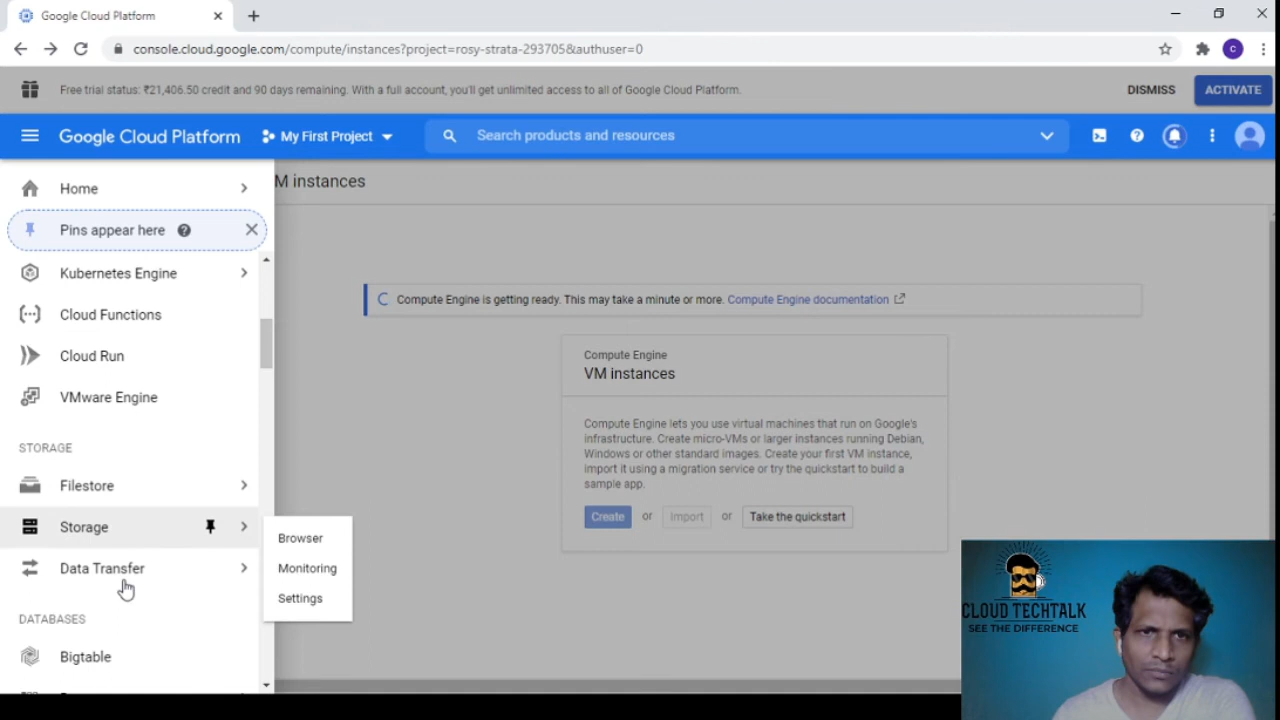 Google Cloud Platform
console.cloud.google.com/compute/instances?project=rosy-strata-293705&authuser=0
C
Free trial status: ₹21,406.50 credit and 90 days remaining. With a full account, you'll get unlimited access to all of Google Cloud Platform.
DISMISS
ACTIVATE
Google Cloud Platform
My First Project
Search products and resources
Home
M instances
Pins appear here
Kubernetes Engine
Cloud Functions
Cloud Run
VMware Engine
STORAGE
Filestore
Storage
Data Transfer
DATABASES
Bigtable
Browser
Monitoring
Settings
Compute Engine is getting ready. This may take a minute or more. Compute Engine documentation
Compute Engine
VM instances
Compute Engine lets you use virtual machines that run on Google's
infrastructure. Create micro-VMs or larger instances running Debian,
Windows or other standard images. Create your first VM instance,
import it using a migration service or try the quickstart to build a
sample app.
Create or Import or Take the quickstart
CLOUD TECHTALK
SEE THE DIFFERENCE